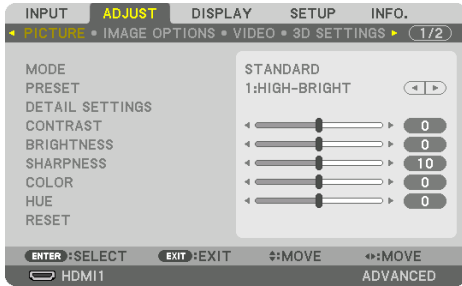 INPUT ADJUST DISPLAY SETUP INFO.
PICTURE • IMAGE OPTIONS • VIDEO • 3D SETTINGS 1/2
MODE STANDARD
PRESET 1:HIGH-BRIGHT
DETAIL SETTINGS
CONTRAST 0
BRIGHTNESS 0
SHARPNESS 10
COLOR 0
HUE 0
RESET
ENTER :SELECT EXIT :EXIT :MOVE :MOVE
HDMI1 ADVANCED